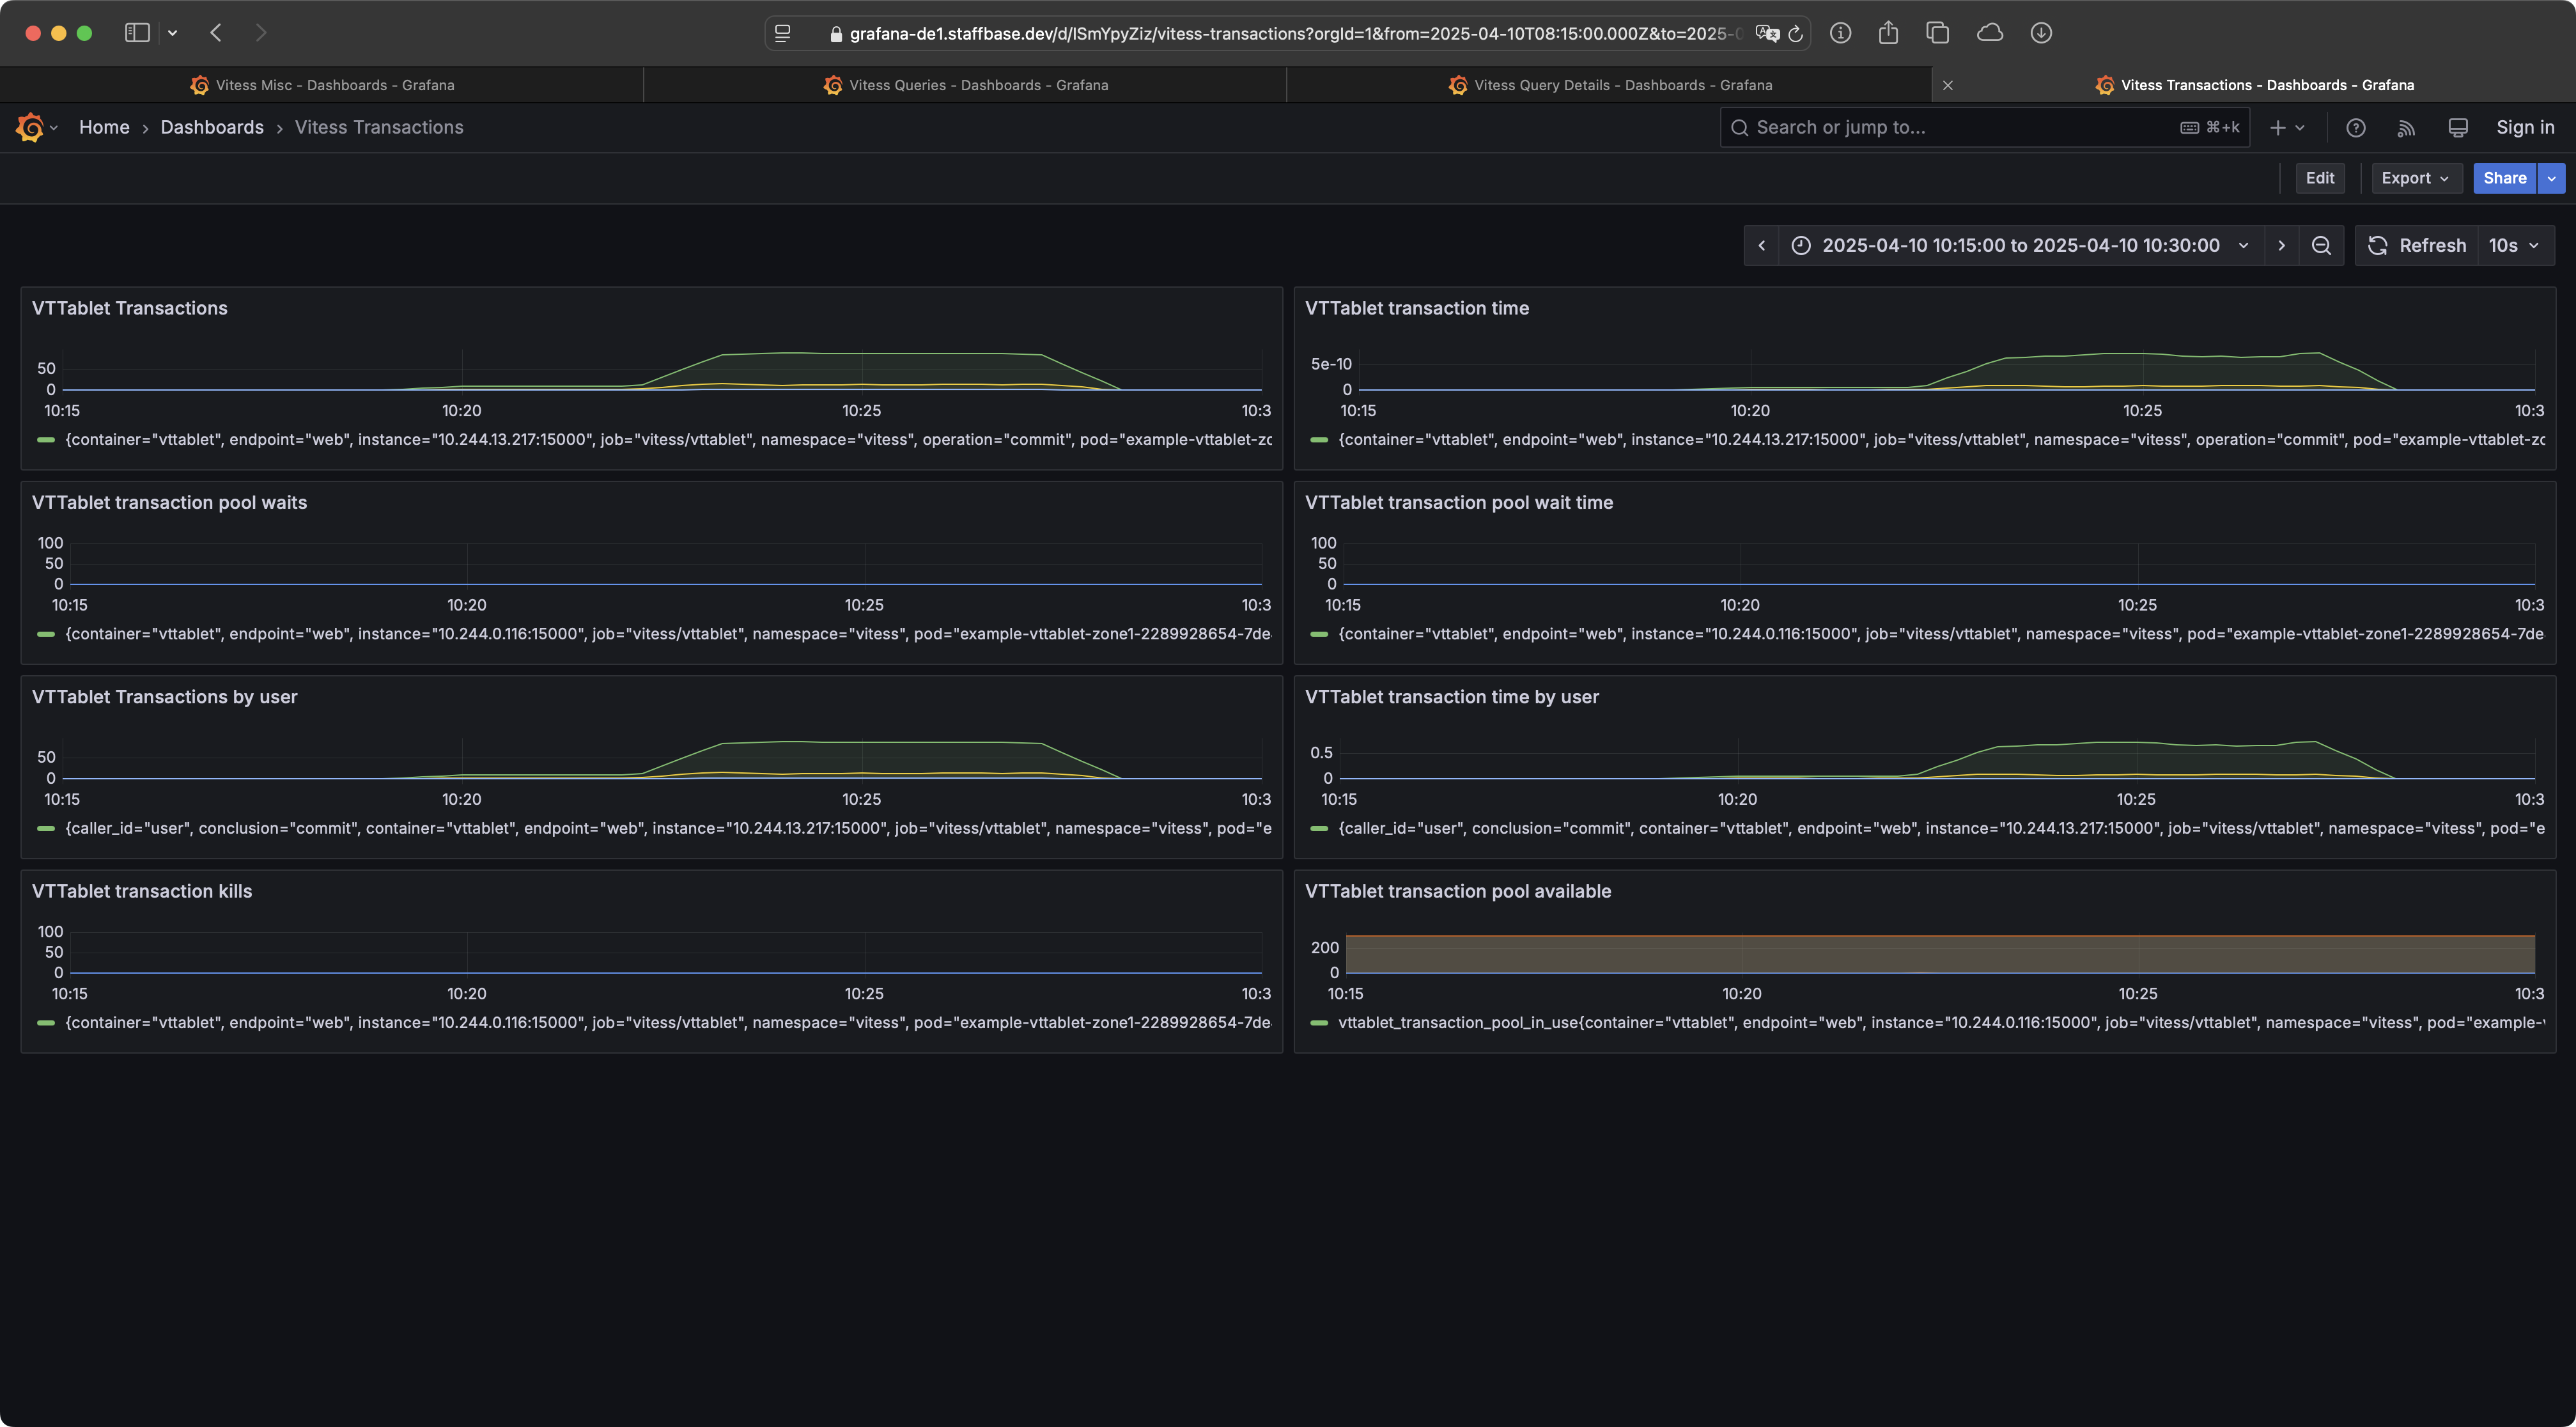 grafana-de1.staffbase.dev/d/ISmYpyZiz/vitess-transactions?orgId=1&from=2025-04-10T08:15:00.000Z&to=2025-0
Vitess Misc - Dashboards - Grafana
Vitess Queries - Dashboards - Grafana
Vitess Query Details - Dashboards - Grafana
Vitess Transactions - Dashboards - Grafana
Home › Dashboards › Vitess Transactions
Search or jump to... ⌘+k
Sign in
Edit
Export
Share
2025-04-10 10:15:00 to 2025-04-10 10:30:00
Refresh
10s
VTTablet Transactions
50
0
10:15 10:20 10:25 10:3
{container="vttablet", endpoint="web", instance="10.244.13.217:15000", job="vitess/vttablet", namespace="vitess", operation="commit", pod="example-vttablet-zo
VTTablet transaction time
5e-10
0
10:15 10:20 10:25 10:3
{container="vttablet", endpoint="web", instance="10.244.13.217:15000", job="vitess/vttablet", namespace="vitess", operation="commit", pod="example-vttablet-zo
VTTablet transaction pool waits
100
50
0
10:15 10:20 10:25 10:3
{container="vttablet", endpoint="web", instance="10.244.0.116:15000", job="vitess/vttablet", namespace="vitess", pod="example-vttablet-zone1-2289928654-7de
VTTablet transaction pool wait time
100
50
0
10:15 10:20 10:25 10:3
{container="vttablet", endpoint="web", instance="10.244.0.116:15000", job="vitess/vttablet", namespace="vitess", pod="example-vttablet-zone1-2289928654-7de
VTTablet Transactions by user
50
0
10:15 10:20 10:25 10:3
{caller_id="user", conclusion="commit", container="vttablet", endpoint="web", instance="10.244.13.217:15000", job="vitess/vttablet", namespace="vitess", pod="e
VTTablet transaction time by user
0.5
0
10:15 10:20 10:25 10:3
{caller_id="user", conclusion="commit", container="vttablet", endpoint="web", instance="10.244.13.217:15000", job="vitess/vttablet", namespace="vitess", pod="e
VTTablet transaction kills
100
50
0
10:15 10:20 10:25 10:3
{container="vttablet", endpoint="web", instance="10.244.0.116:15000", job="vitess/vttablet", namespace="vitess", pod="example-vttablet-zone1-2289928654-7de
VTTablet transaction pool available
200
0
10:15 10:20 10:25 10:3
vttablet_transaction_pool_in_use{container="vttablet", endpoint="web", instance="10.244.0.116:15000", job="vitess/vttablet", namespace="vitess", pod="example-